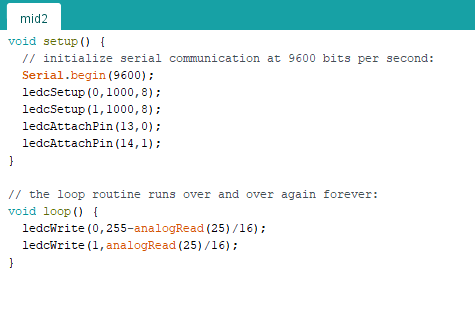 mid2
void setup() {
  // initialize serial communication at 9600 bits per second:
  Serial.begin(9600);
  ledcSetup(0,1000,8);
  ledcSetup(1,1000,8);
  ledcAttachPin(13,0);
  ledcAttachPin(14,1);
}

// the loop routine runs over and over again forever:
void loop() {
  ledcWrite(0,255-analogRead(25)/16);
  ledcWrite(1,analogRead(25)/16);
}